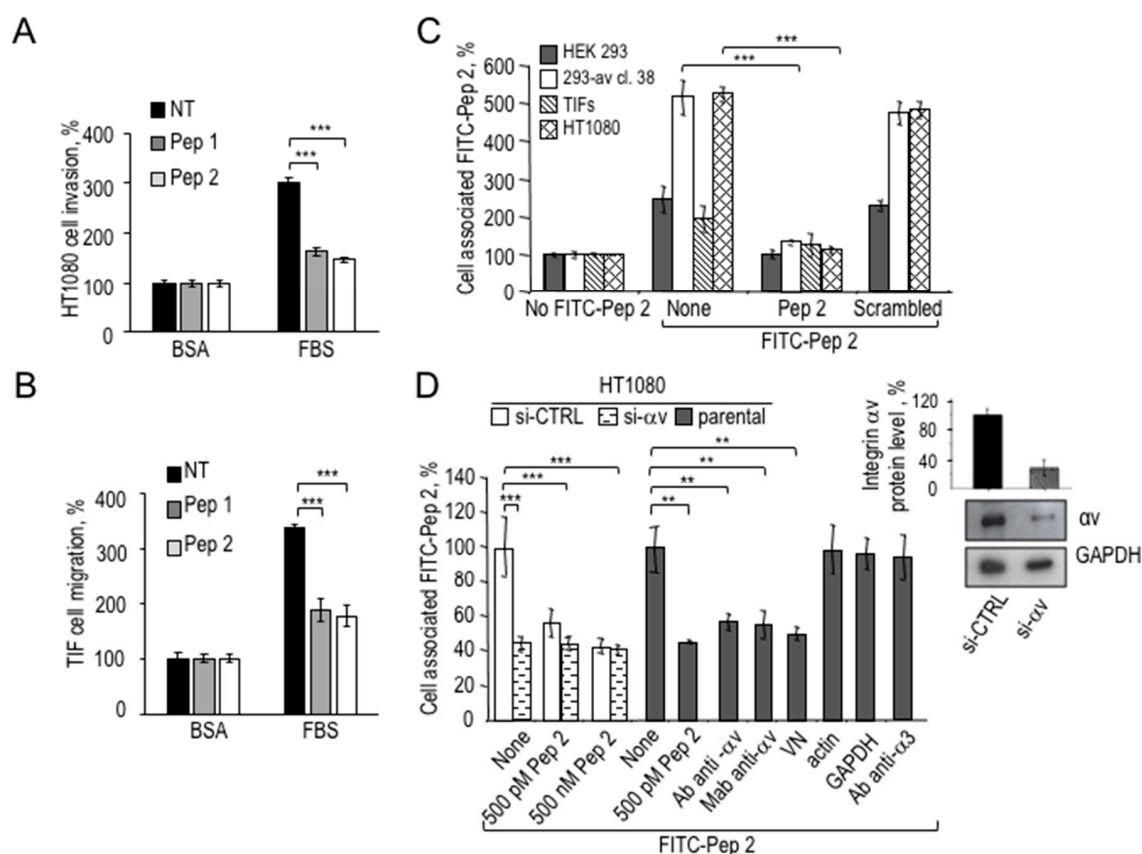 A
HT1080 cell invasion, %
400
300
200
100
0
NT
Pep 1
Pep 2
***
***
BSA
FBS
B
TIF cell migration, %
400
300
200
100
0
NT
Pep 1
Pep 2
***
***
BSA
FBS
C
Cell associated FITC-Pep 2, %
600
500
400
300
200
100
0
HEK 293
293-av cl. 38
TIFs
HT1080
***
***
No FITC-Pep 2
None
Pep 2
Scrambled
FITC-Pep 2
D
HT1080
si-CTRL
si-αv
parental
Cell associated FITC-Pep 2, %
140
120
100
80
60
40
20
0
***
***
***
**
**
**
**
None
500 pM Pep 2
500 nM Pep 2
None
500 pM Pep 2
Ab anti -αv
Mab anti-αv
VN
actin
GAPDH
Ab anti-α3
FITC-Pep 2
Integrin αv
protein level , %
120
80
40
0
αv
GAPDH
si-CTRL
si-αv